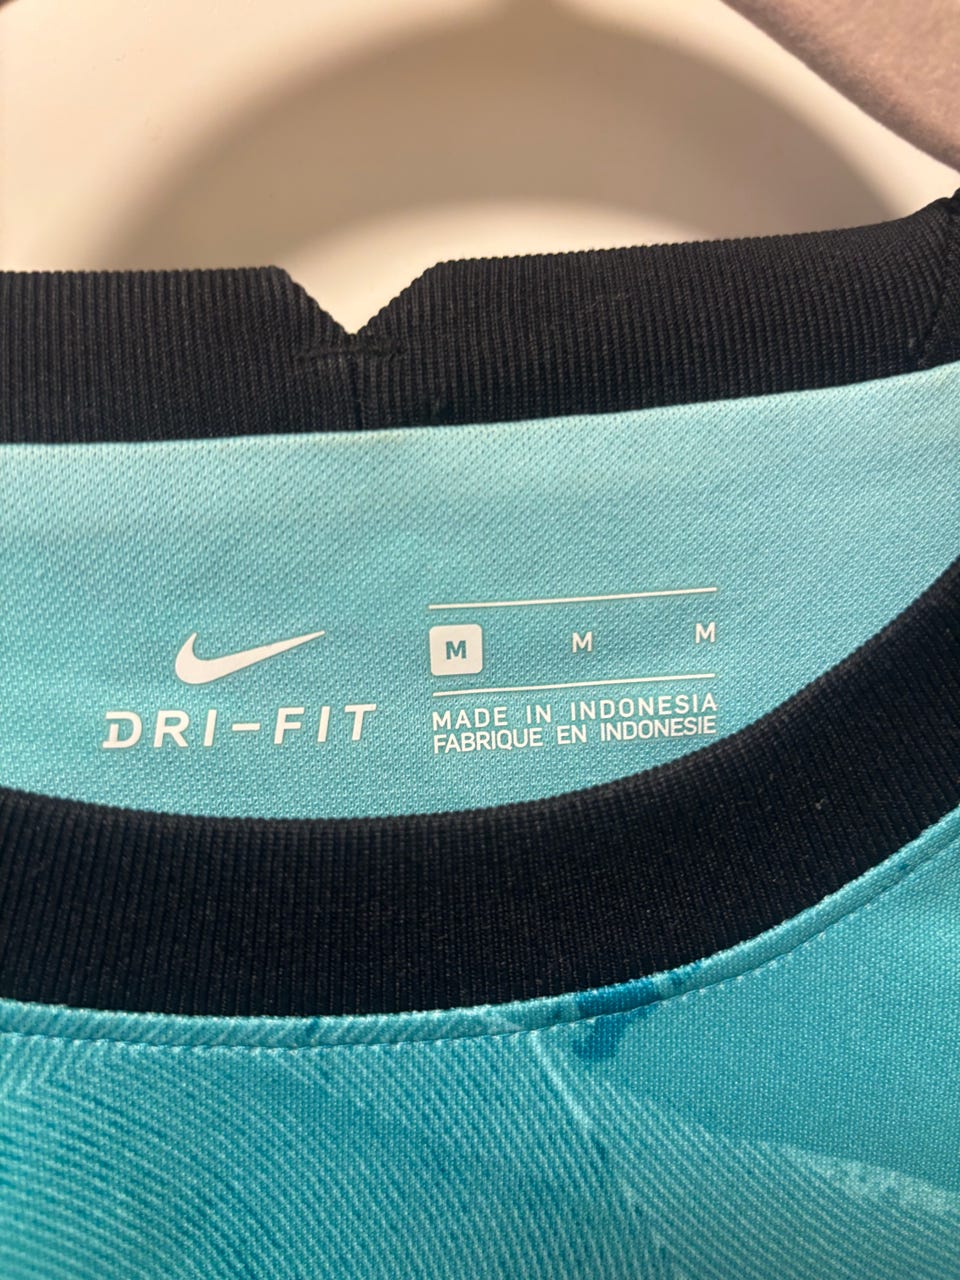 DRI-FIT
M M M
MADE IN INDONESIA
FABRIQUE EN INDONESIE